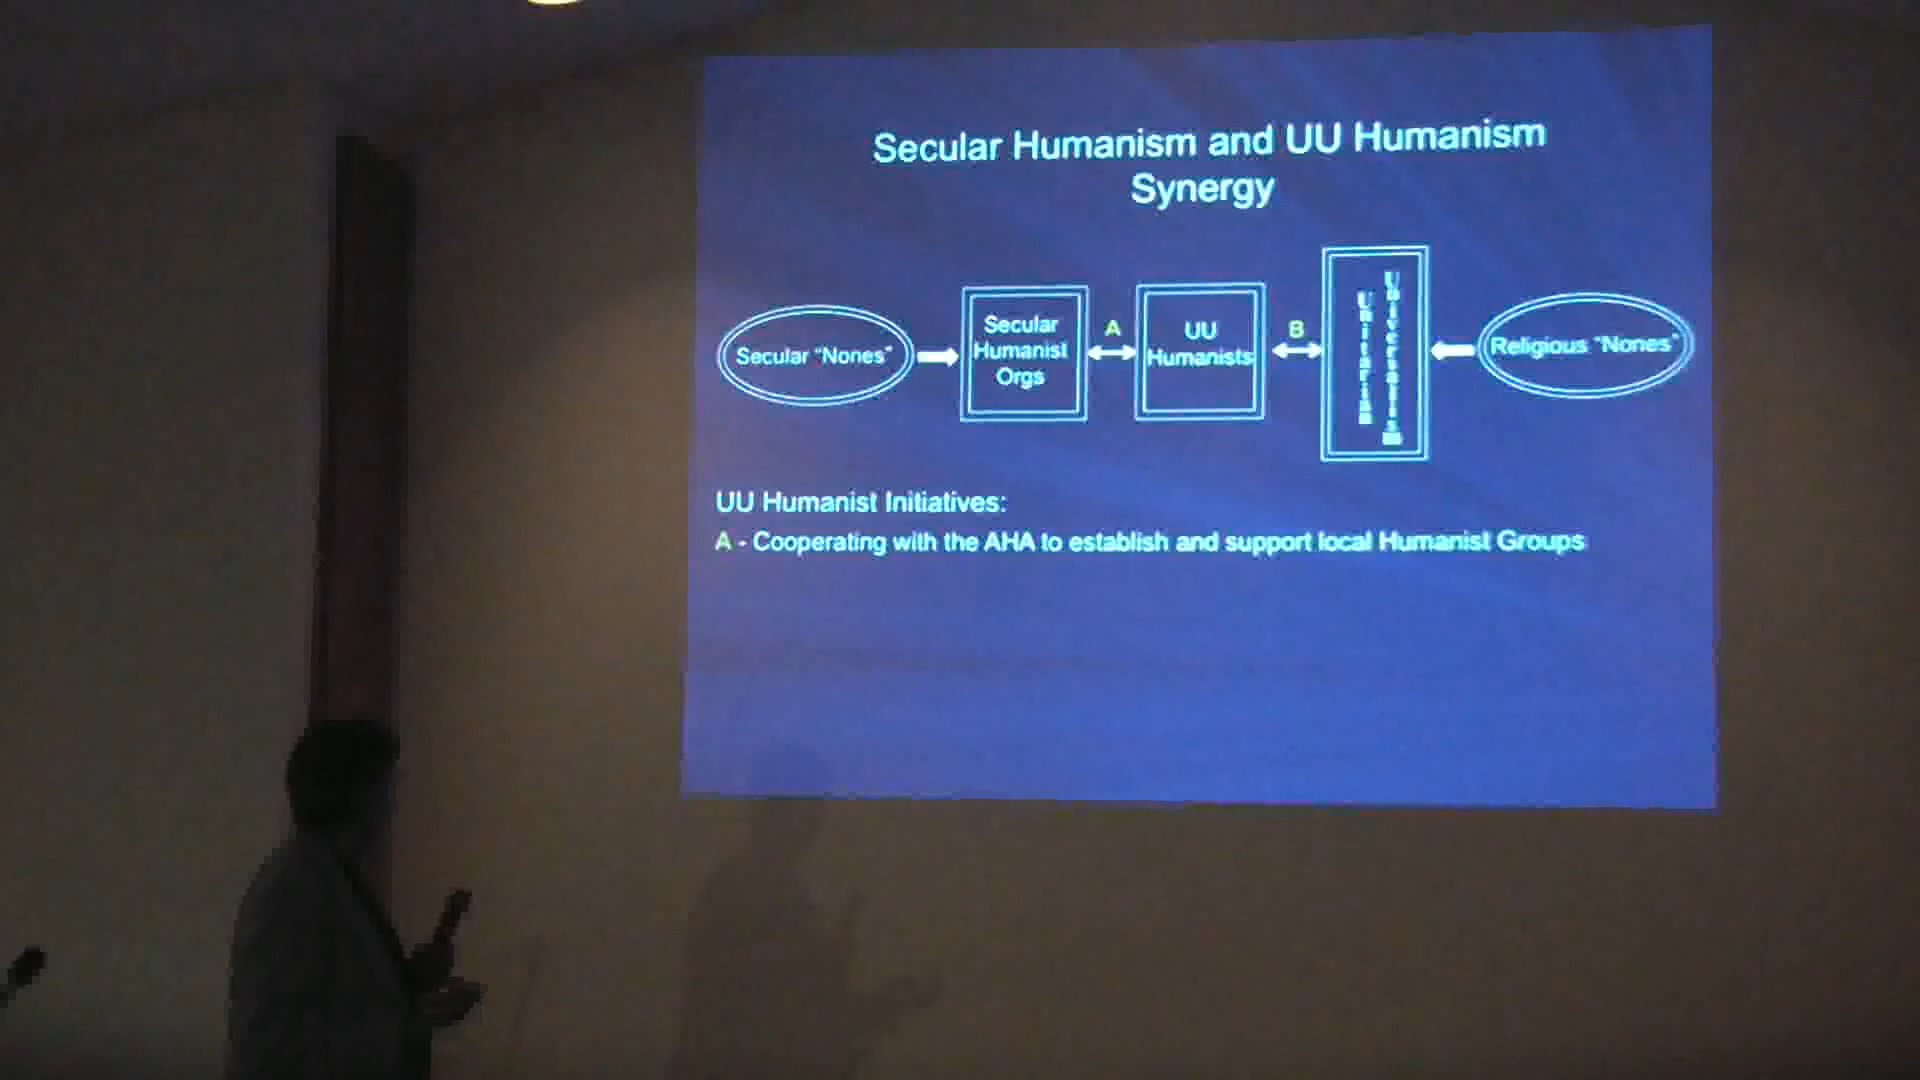 Secular Humanism and UU Humanism
Synergy
Secular “Nones”
Secular
Humanist
Orgs
A
UU
Humanists
B
Unitarian
Universalism
Religious “Nones”
UU Humanist Initiatives:
A - Cooperating with the AHA to establish and support local Humanist Groups